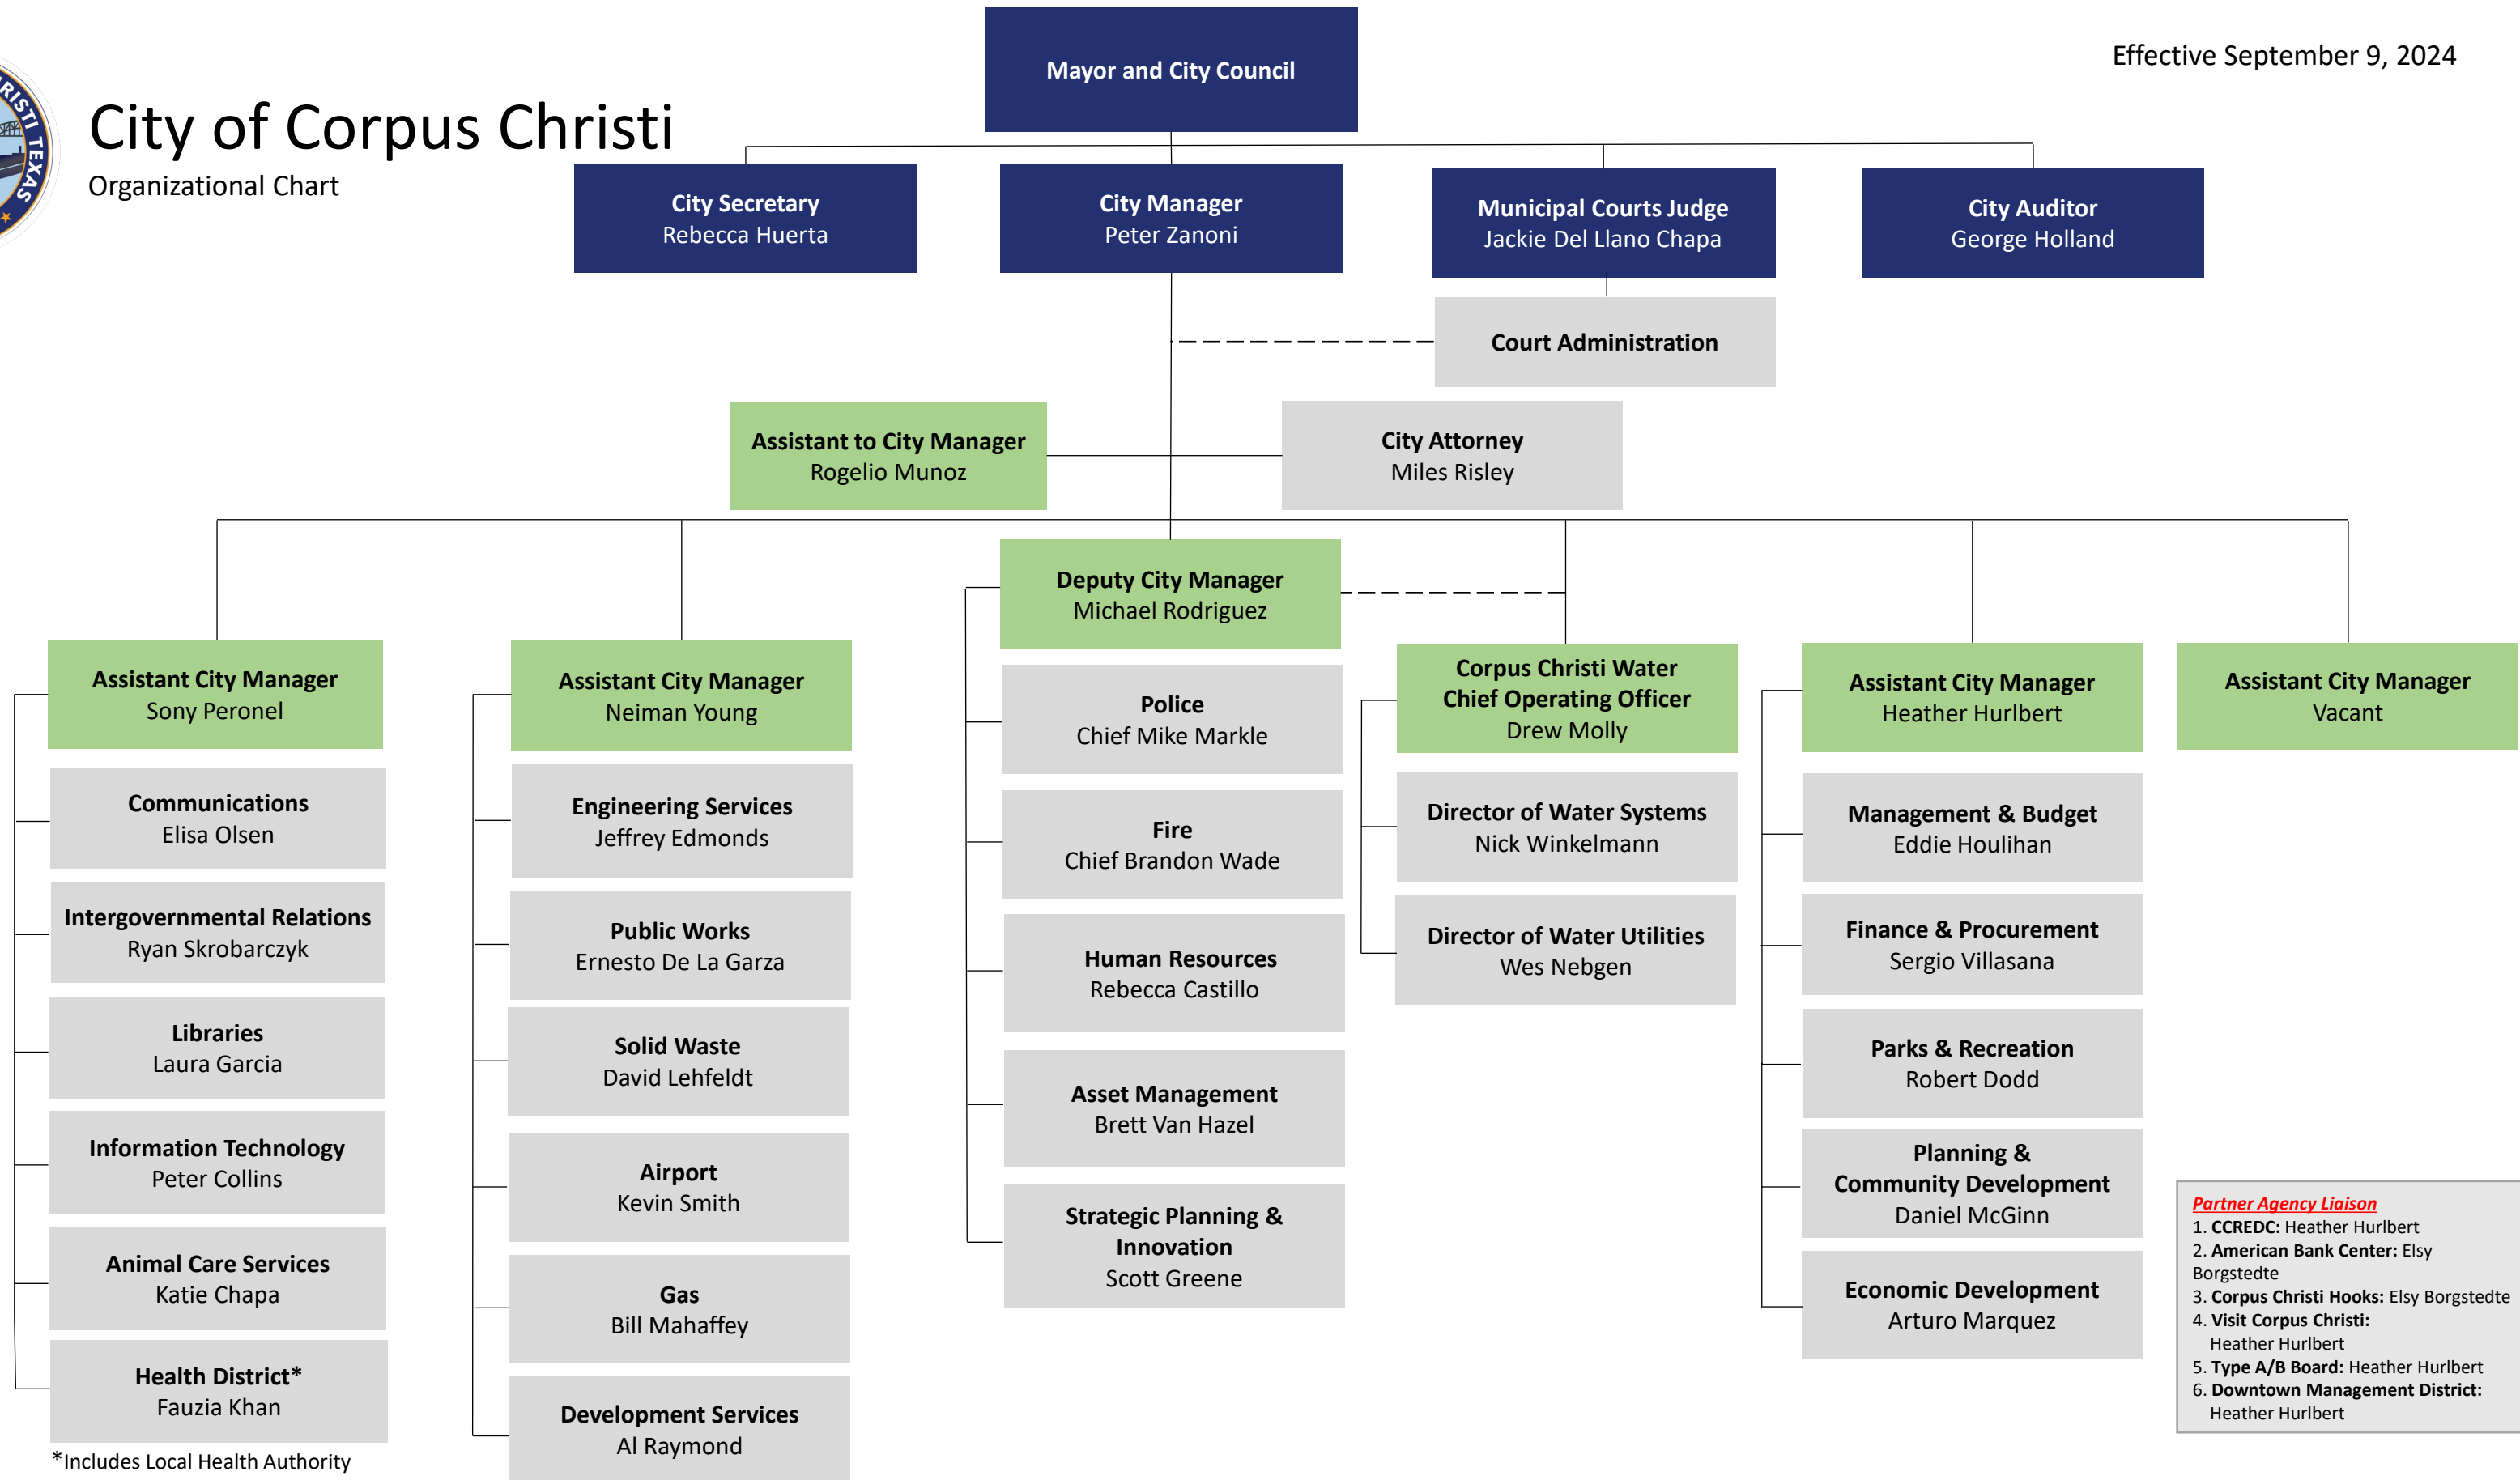 Effective September 9, 2024
City of Corpus Christi
Organizational Chart
TEXAS
Mayor and City Council
City Secretary
Rebecca Huerta
City Manager
Peter Zanoni
Municipal Courts Judge
Jackie Del Llano Chapa
City Auditor
George Holland
Court Administration
Assistant to City Manager
Rogelio Munoz
City Attorney
Miles Risley
Deputy City Manager
Michael Rodriguez
Assistant City Manager
Sony Peronel
Communications
Elisa Olsen
Intergovernmental Relations
Ryan Skrobarczyk
Libraries
Laura Garcia
Information Technology
Peter Collins
Animal Care Services
Katie Chapa
Health District*
Fauzia Khan
*Includes Local Health Authority
Assistant City Manager
Neiman Young
Engineering Services
Jeffrey Edmonds
Public Works
Ernesto De La Garza
Solid Waste
David Lehfeldt
Airport
Kevin Smith
Gas
Bill Mahaffey
Development Services
Al Raymond
Police
Chief Mike Markle
Fire
Chief Brandon Wade
Human Resources
Rebecca Castillo
Asset Management
Brett Van Hazel
Strategic Planning &
Innovation
Scott Greene
Corpus Christi Water
Chief Operating Officer
Drew Molly
Director of Water Systems
Nick Winkelmann
Director of Water Utilities
Wes Nebgen
Assistant City Manager
Heather Hurlbert
Management & Budget
Eddie Houlihan
Finance & Procurement
Sergio Villasana
Parks & Recreation
Robert Dodd
Planning &
Community Development
Daniel McGinn
Economic Development
Arturo Marquez
Assistant City Manager
Vacant
Partner Agency Liaison
1. CCREDC: Heather Hurlbert
2. American Bank Center: Elsy
Borgstedte
3. Corpus Christi Hooks: Elsy Borgstedte
4. Visit Corpus Christi:
Heather Hurlbert
5. Type A/B Board: Heather Hurlbert
6. Downtown Management District:
Heather Hurlbert